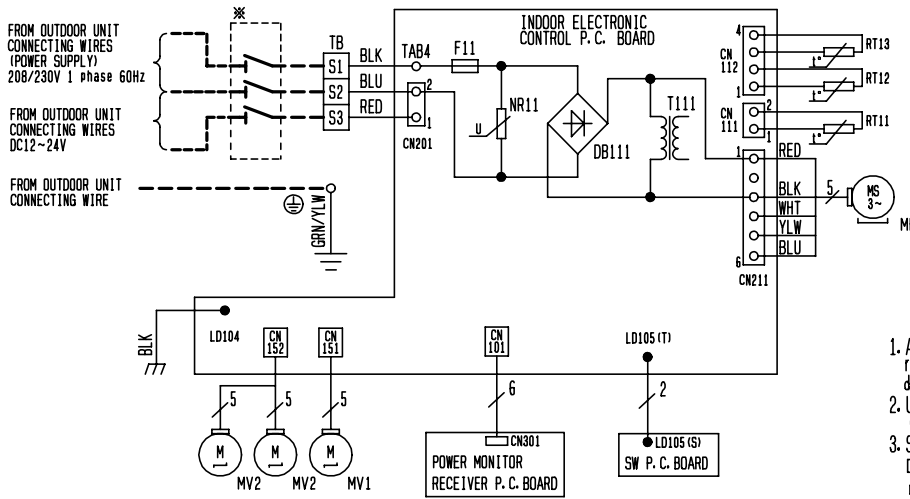 ※
INDOOR ELECTRONIC
CONTROL P.C. BOARD
FROM OUTDOOR UNIT
CONNECTING WIRES
(POWER SUPPLY)
208/230V 1 phase 60Hz
FROM OUTDOOR UNIT
CONNECTING WIRES
DC12~24V
FROM OUTDOOR UNIT
CONNECTING WIRE
TB
S1
S2
S3
BLK
BLU
RED
TAB4
2
1
CN201
F11
NR11
U
DB111
T111
GRN/YLW
4
CN
112
1
t°
RT13
t°
RT12
2
CN
111
1
t°
RT11
1
6
CN211
RED
BLK
WHT
YLW
BLU
5
MS
3~
BLK
LD104
CN
152
CN
151
CN
101
LD105(T)
5
5
5
6
2
M
M
M
MV2
MV2
MV1
CN301
POWER MONITOR
RECEIVER P.C.BOARD
LD105(S)
SW P.C.BOARD
1.
2.
3.